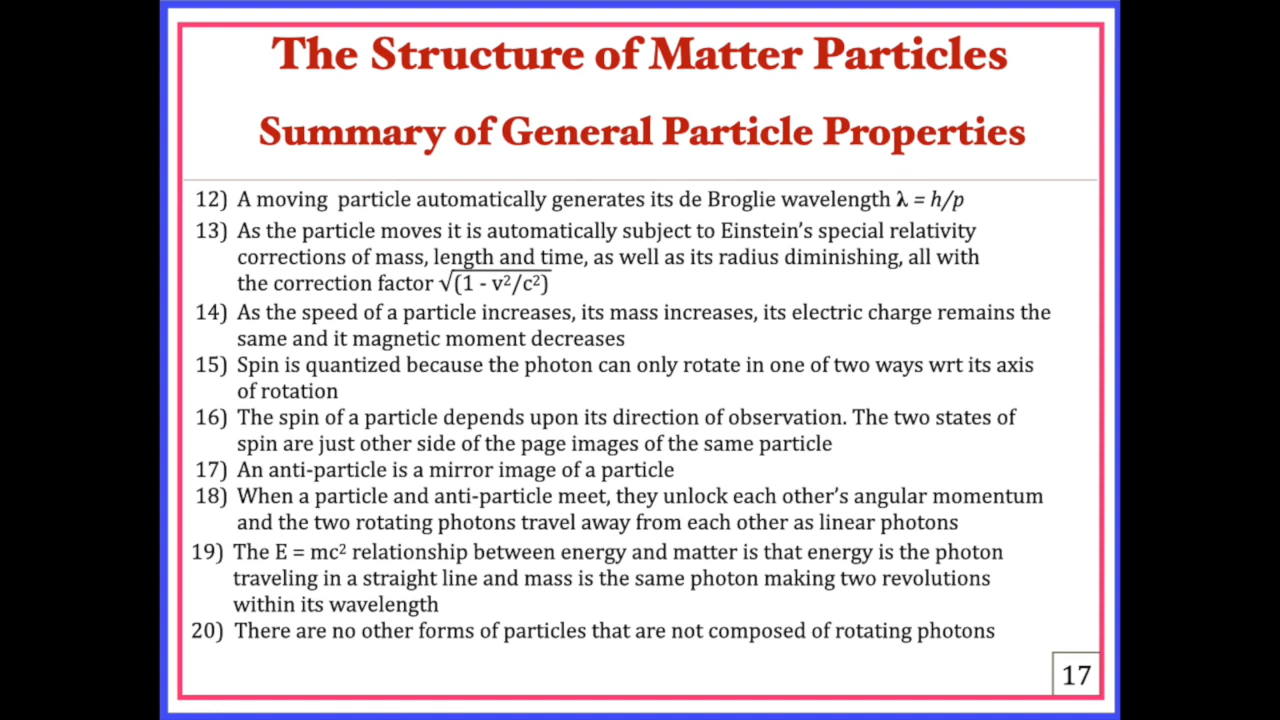 The Structure of Matter Particles
Summary of General Particle Properties
12) A moving particle automatically generates its de Broglie wavelength λ = h/p
13) As the particle moves it is automatically subject to Einstein's special relativity
corrections of mass, length and time, as well as its radius diminishing, all with
the correction factor √(1 - v²/c²)
14) As the speed of a particle increases, its mass increases, its electric charge remains the
same and it magnetic moment decreases
15) Spin is quantized because the photon can only rotate in one of two ways wrt its axis
of rotation
16) The spin of a particle depends upon its direction of observation. The two states of
spin are just other side of the page images of the same particle
17) An anti-particle is a mirror image of a particle
18) When a particle and anti-particle meet, they unlock each other's angular momentum
and the two rotating photons travel away from each other as linear photons
19) The E = mc² relationship between energy and matter is that energy is the photon
traveling in a straight line and mass is the same photon making two revolutions
within its wavelength
20) There are no other forms of particles that are not composed of rotating photons
17